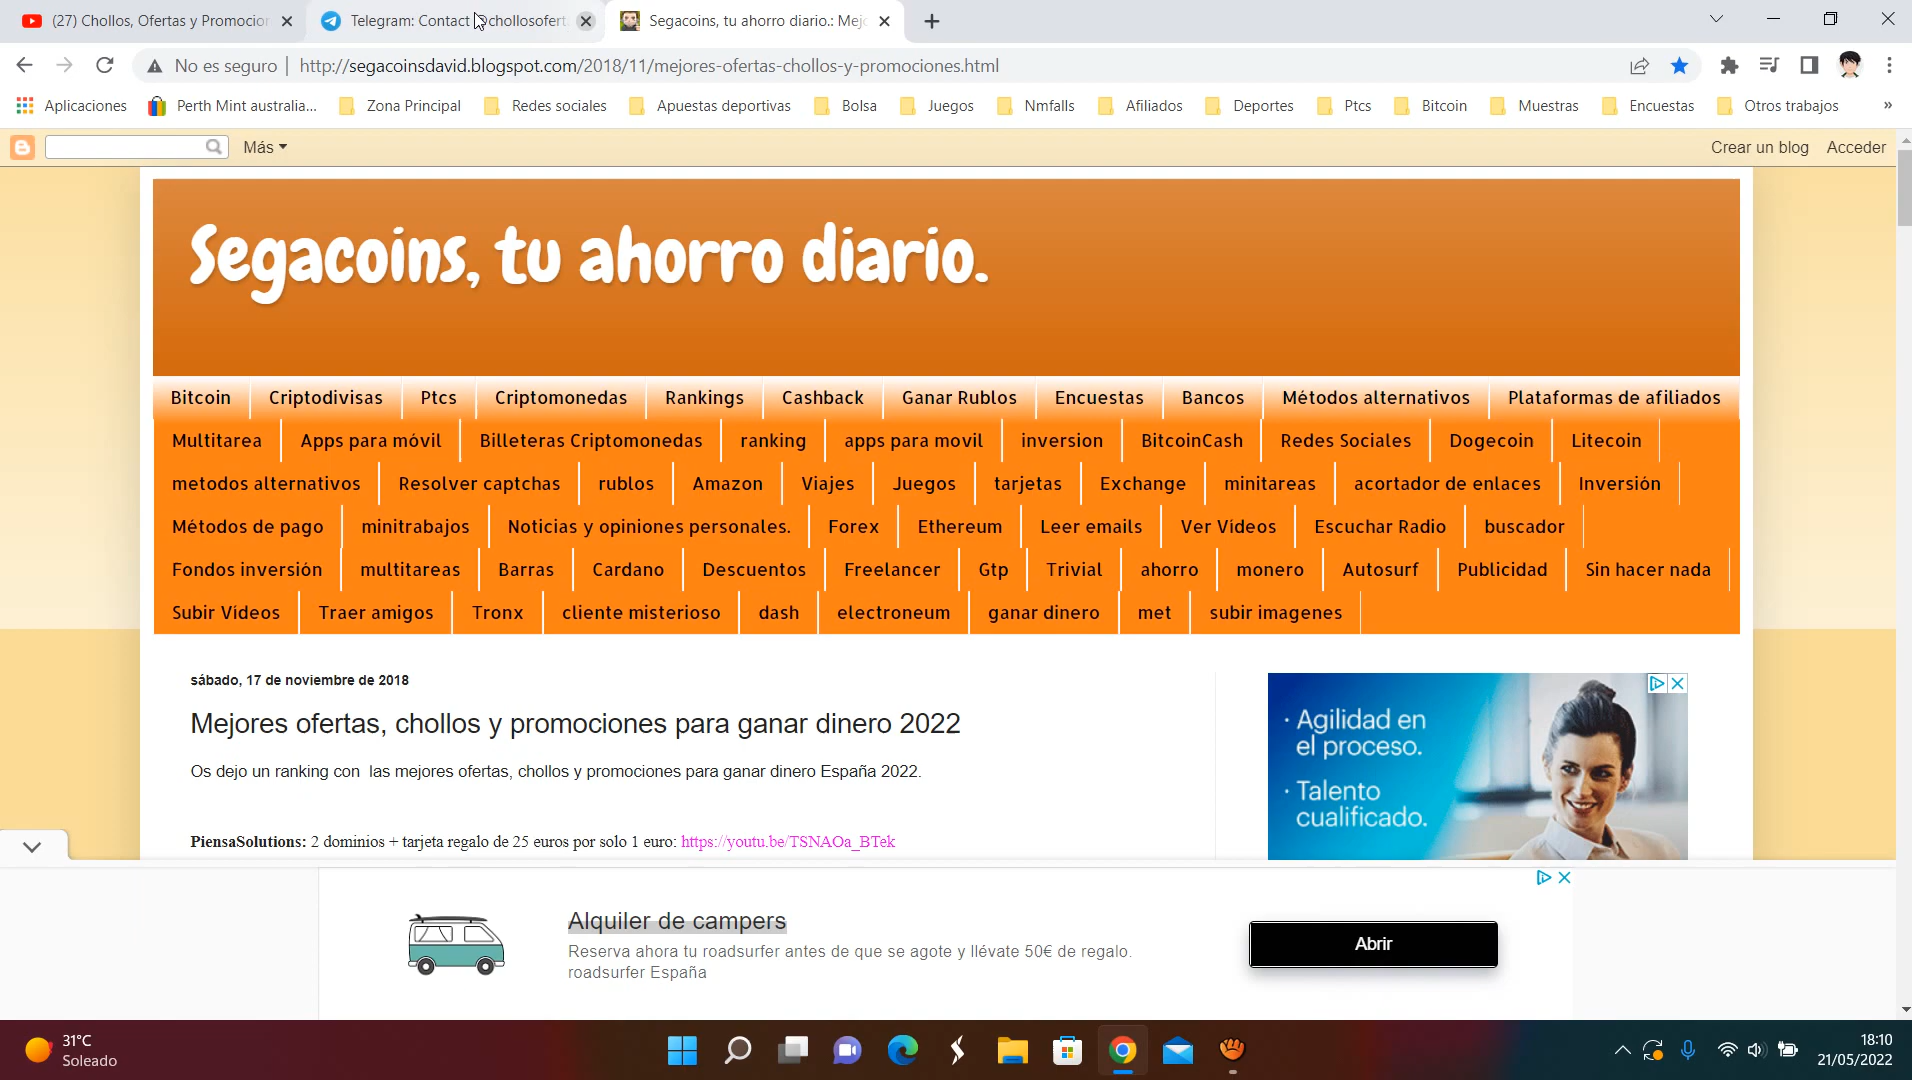 (27) Chollos, Ofertas y Promocion
Telegram: Contact @chollosofert
Segacoins, tu ahorro diario.: Mejo
No es seguro
http://segacoinsdavid.blogspot.com/2018/11/mejores-ofertas-chollos-y-promociones.html
Aplicaciones Perth Mint australia... Zona Principal Redes sociales Apuestas deportivas Bolsa Juegos Nmfalls Afiliados Deportes Ptcs Bitcoin Muestras Encuestas Otros trabajos »
Más
Crear un blog Acceder
Segacoins, tu ahorro diario.
Bitcoin Criptodivisas Ptcs Criptomonedas Rankings Cashback Ganar Rublos Encuestas Bancos Métodos alternativos Plataformas de afiliados
Multitarea Apps para móvil Billeteras Criptomonedas ranking apps para movil inversion BitcoinCash Redes Sociales Dogecoin Litecoin
metodos alternativos Resolver captchas rublos Amazon Viajes Juegos tarjetas Exchange minitareas acortador de enlaces Inversión
Métodos de pago minitrabajos Noticias y opiniones personales. Forex Ethereum Leer emails Ver Vídeos Escuchar Radio buscador
Fondos inversión multitareas Barras Cardano Descuentos Freelancer Gtp Trivial ahorro monero Autosurf Publicidad Sin hacer nada
Subir Vídeos Traer amigos Tronx cliente misterioso dash electroneum ganar dinero met subir imagenes
sábado, 17 de noviembre de 2018
Mejores ofertas, chollos y promociones para ganar dinero 2022
Os dejo un ranking con las mejores ofertas, chollos y promociones para ganar dinero España 2022.
PiensaSolutions: 2 dominios + tarjeta regalo de 25 euros por solo 1 euro: https://youtu.be/TSNAOa_BTek
· Agilidad en
el proceso.
· Talento
cualificado.
Alquiler de campers
Reserva ahora tu roadsurfer antes de que se agote y llévate 50€ de regalo.
roadsurfer España
Abrir
31°C
Soleado
18:10
21/05/2022